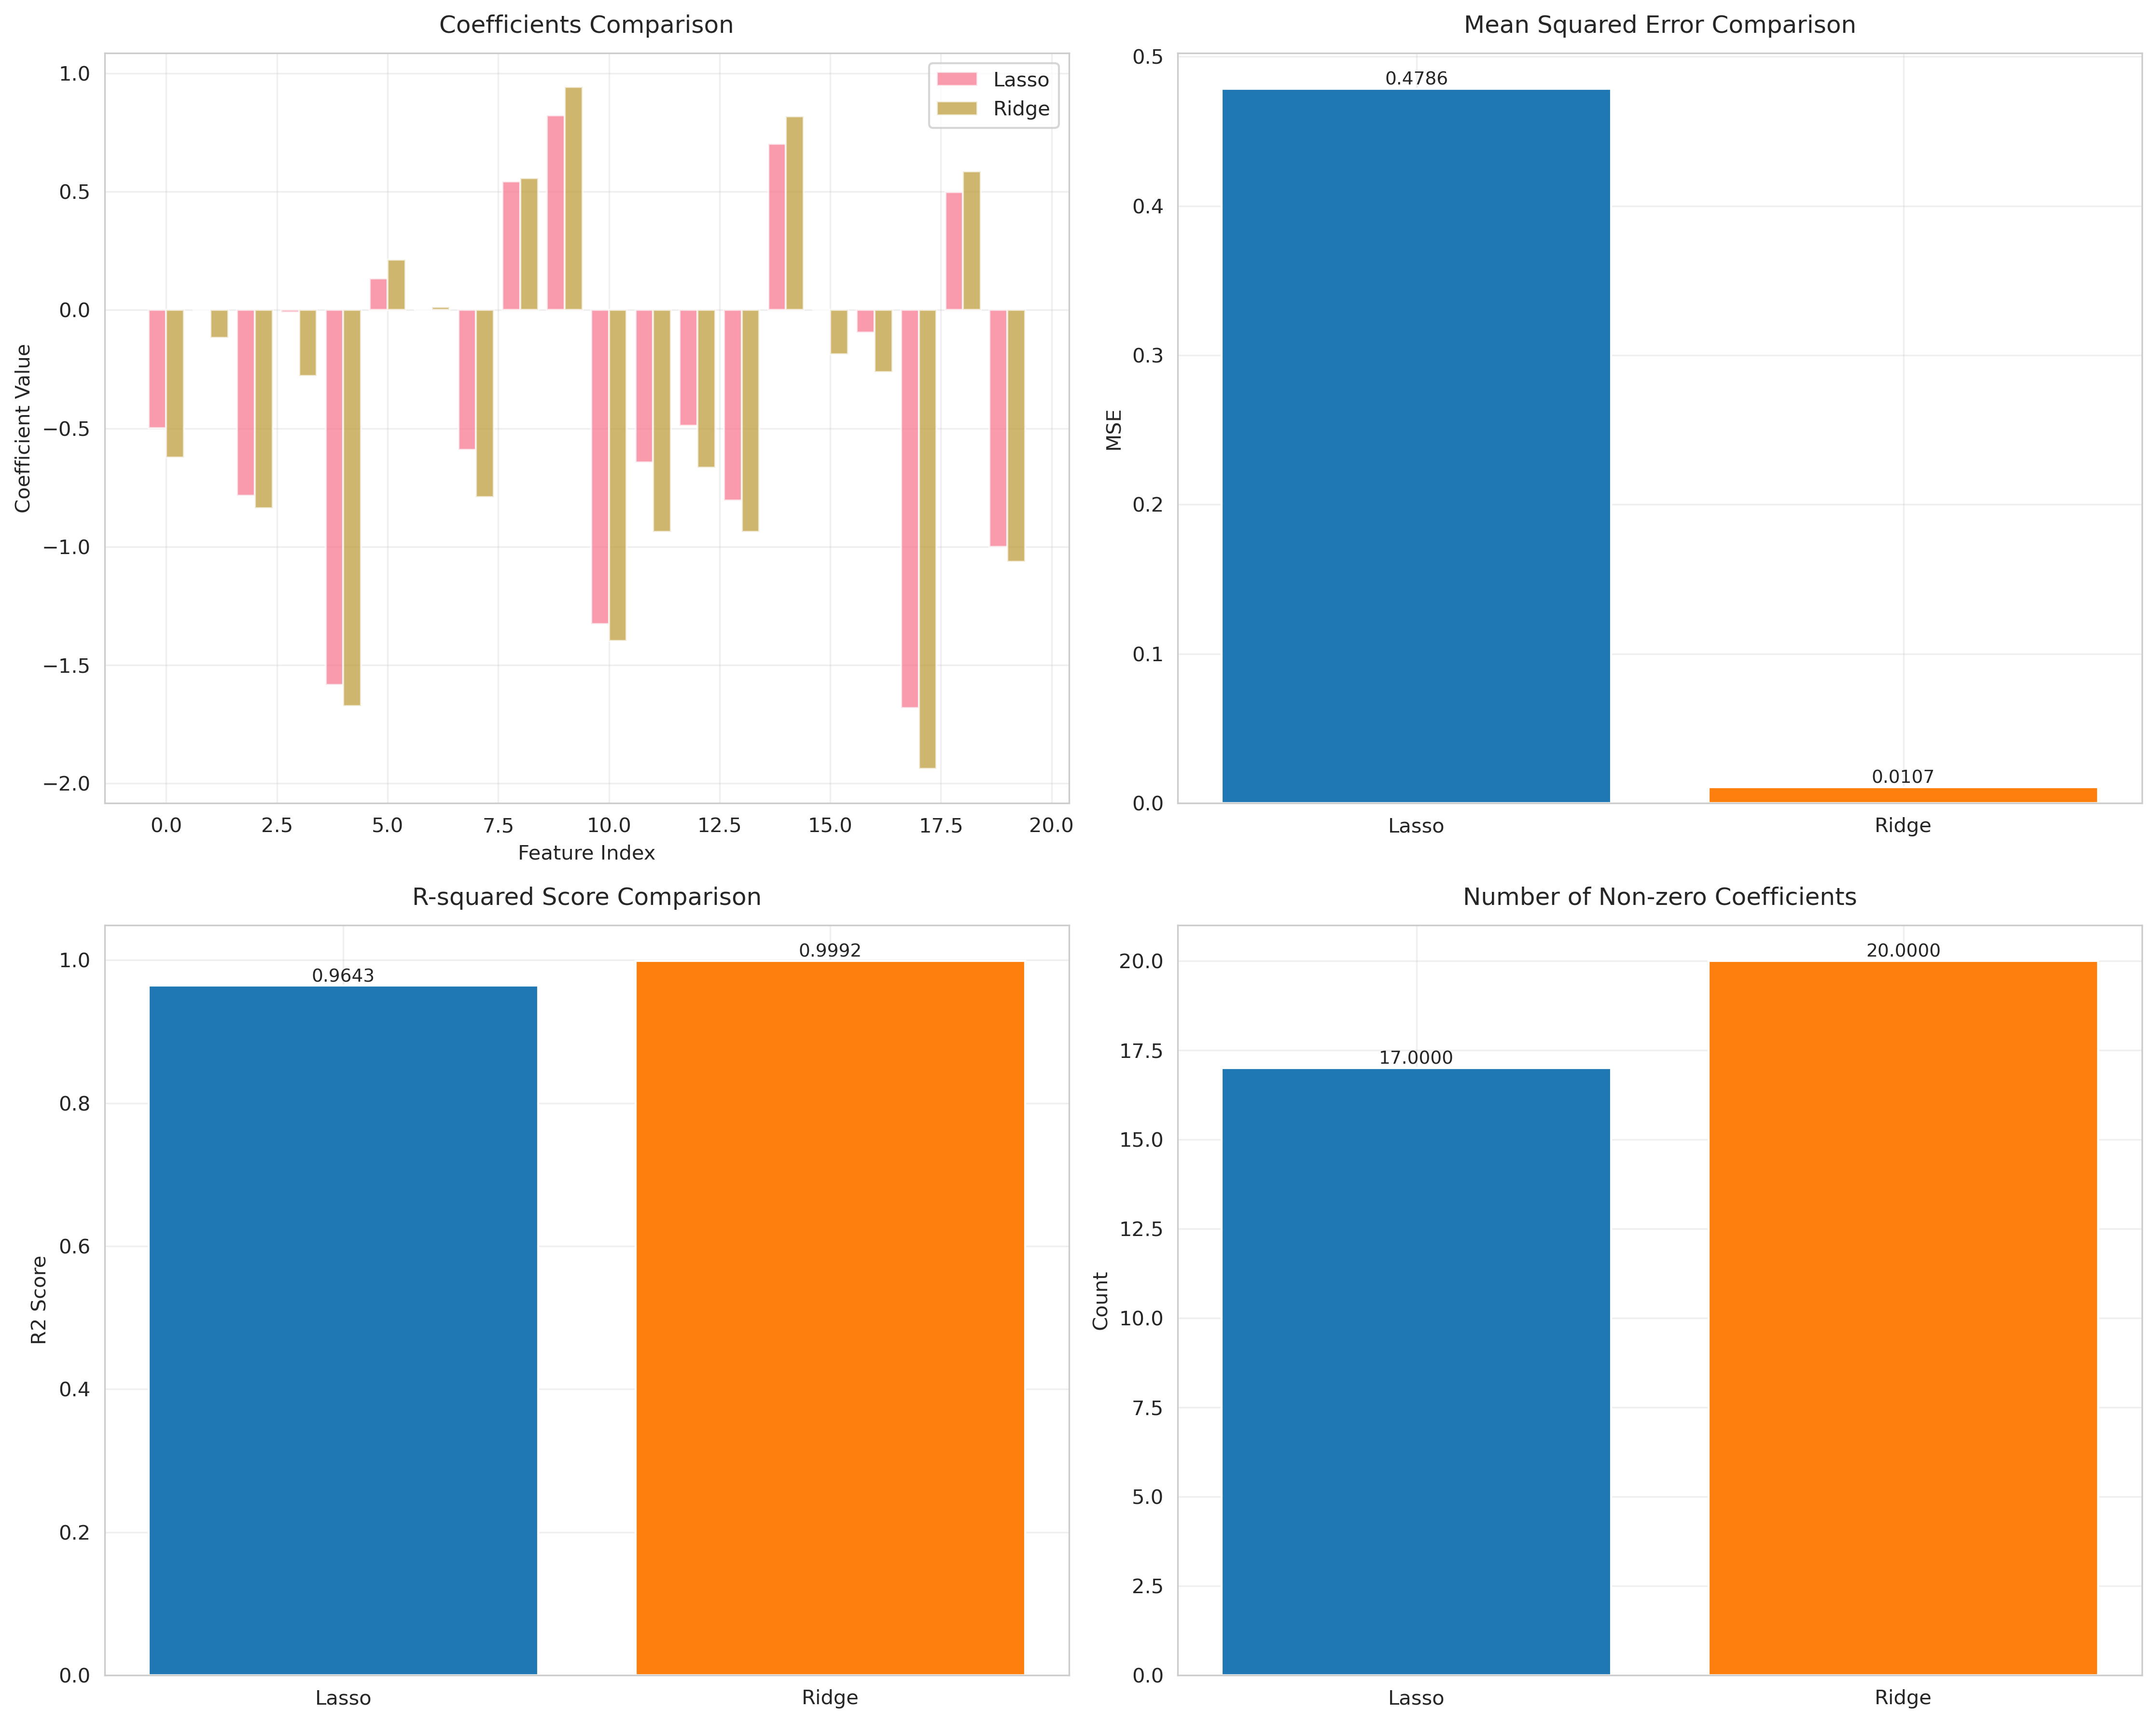 Coefficients Comparison
Lasso
Ridge
1.0
0.5
0.0
−0.5
−1.0
−1.5
−2.0
Coefficient Value
0.0 2.5 5.0 7.5 10.0 12.5 15.0 17.5 20.0
Feature Index
Mean Squared Error Comparison
0.5
0.4
0.3
0.2
0.1
0.0
MSE
0.4786
0.0107
Lasso Ridge
R-squared Score Comparison
1.0
0.8
0.6
0.4
0.2
0.0
R2 Score
0.9643
0.9992
Lasso Ridge
Number of Non-zero Coefficients
20.0
17.5
15.0
12.5
10.0
7.5
5.0
2.5
0.0
Count
17.0000
20.0000
Lasso Ridge